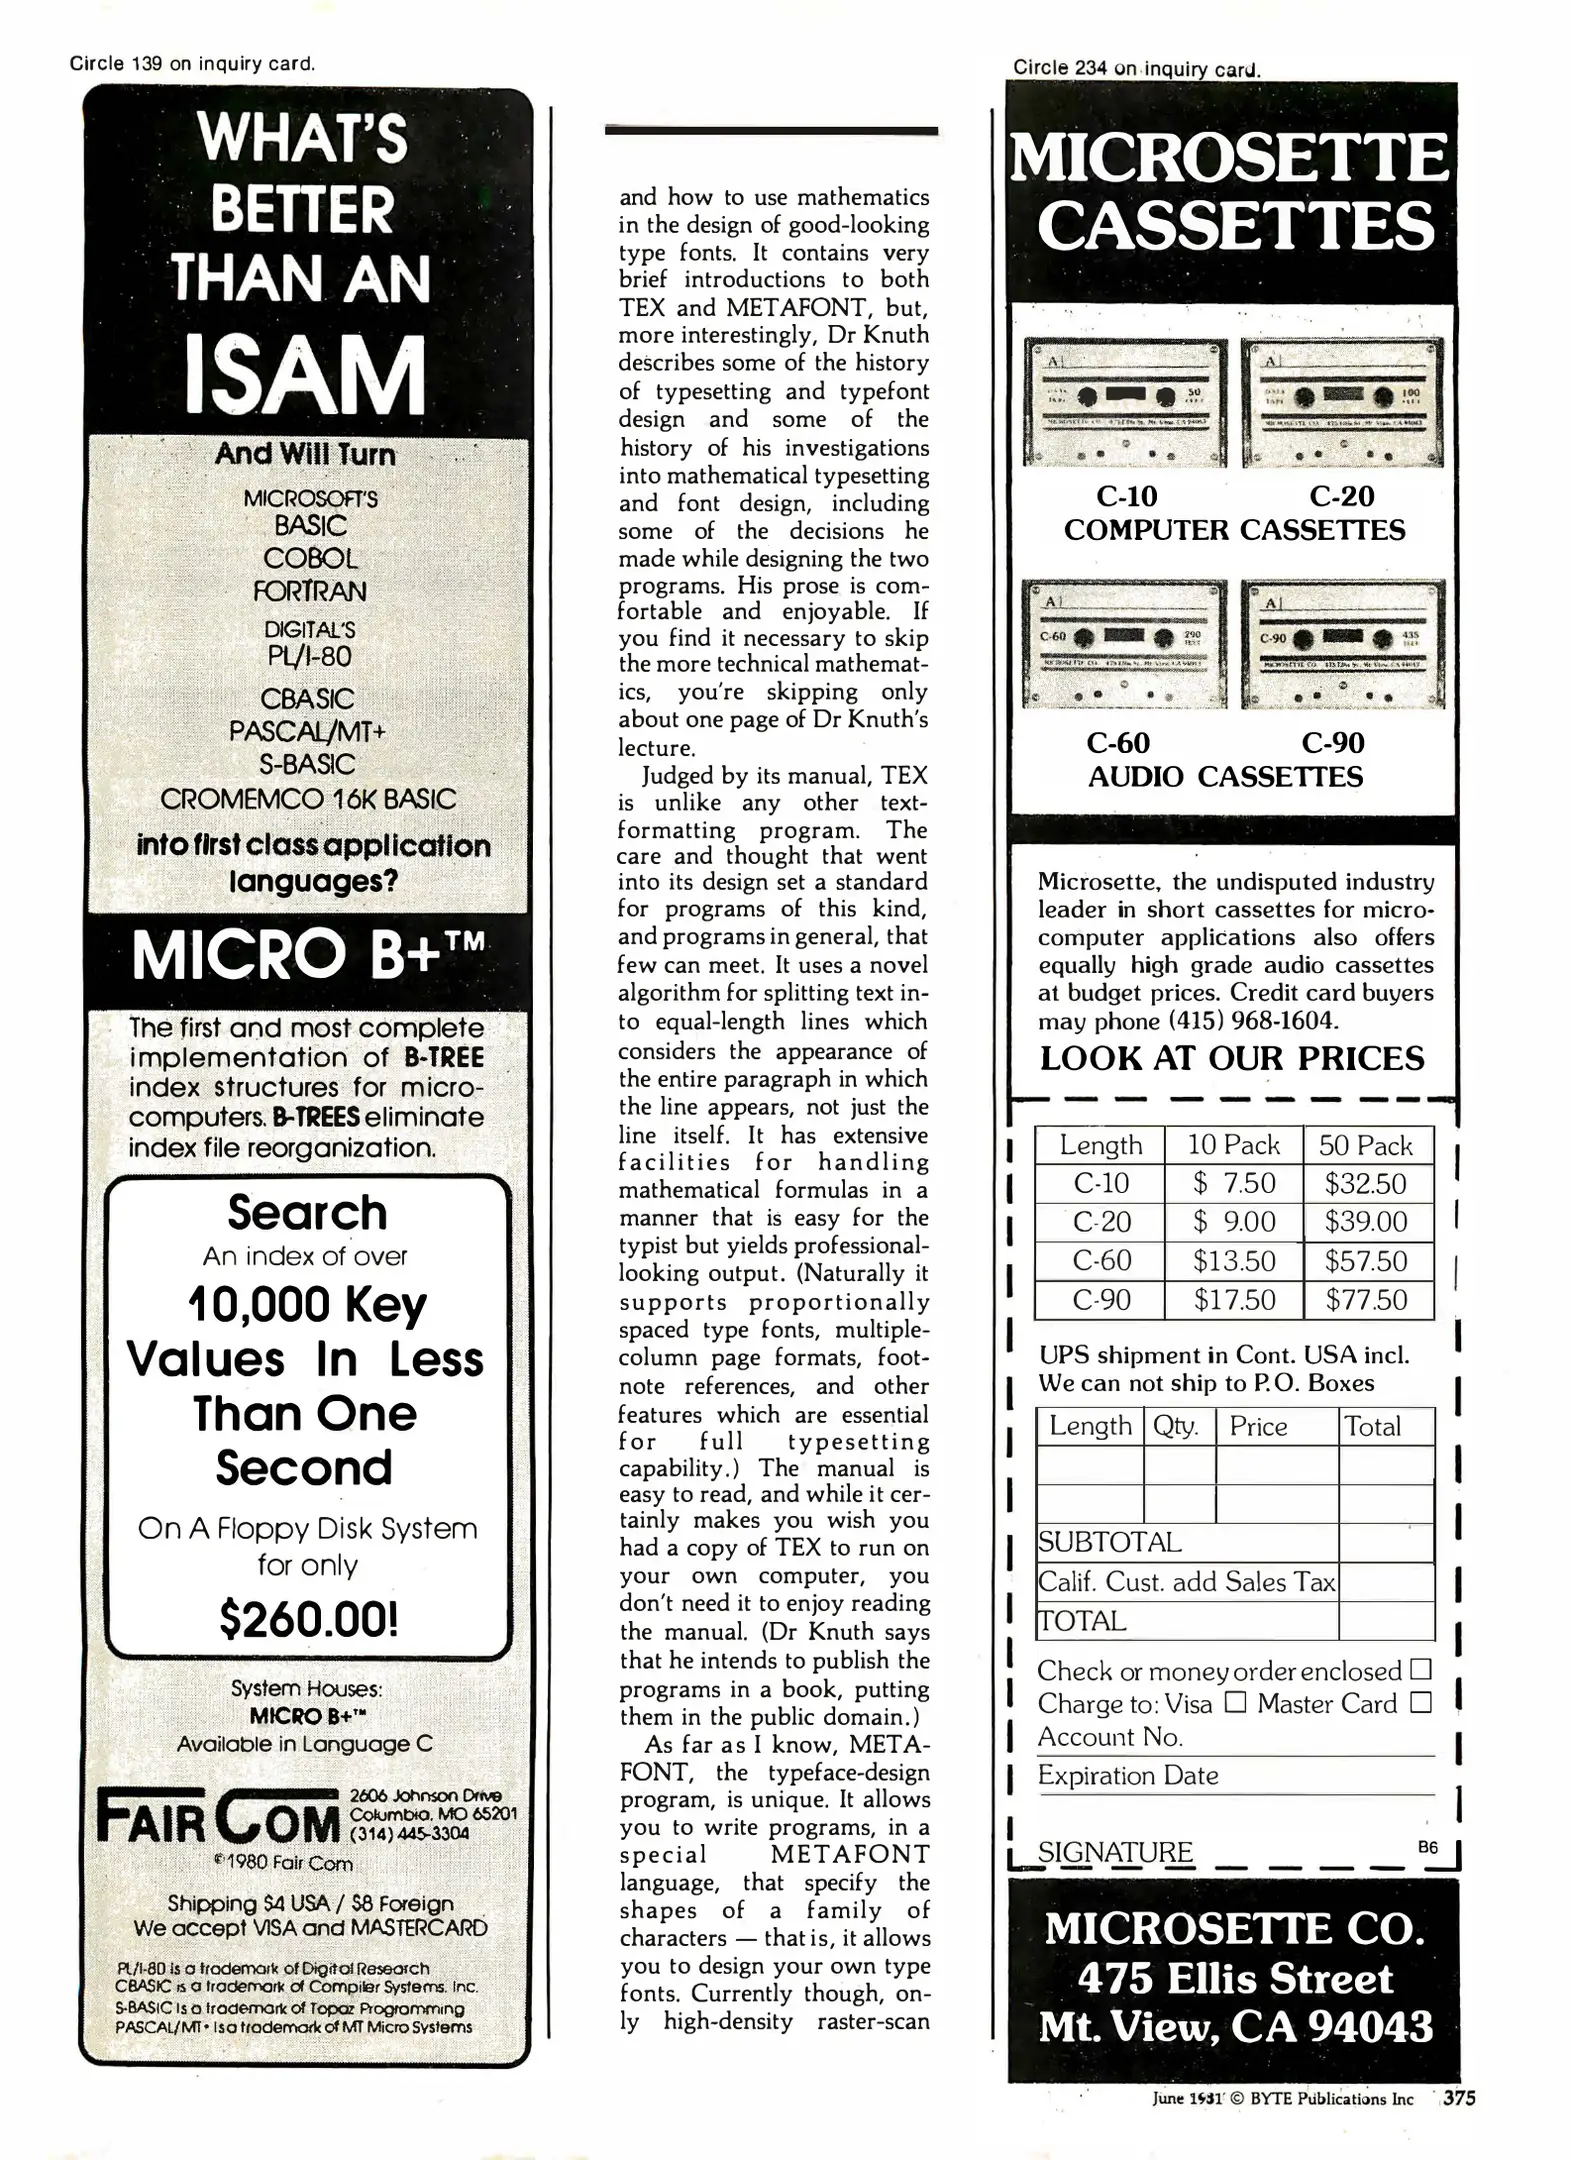 Circle 139 on inquiry card.
WHAT'S
BETTER
THAN AN
ISAM
And Will Turn
MICROSOFT'S
BASIC
COBOL
FORTRAN
DIGITAL'S
PL/I-80
CBASIC
PASCAL/MT+
S-BASIC
CROMEMCO 16K BASIC
into first class application
languages?
MICRO B+™
The first and most complete
implementation of B-TREE
index structures for micro-
computers. B-TREES eliminate
index file reorganization.
Search
An index of over
10,000 Key
Values In Less
Than One
Second
On A Floppy Disk System
for only
$260.00!
System Houses:
MICRO B+™
Available in Language C
FAIRCOM
2606 Johnson Drive
Columbia, MO 65201
(314) 445-3304
©1980 Fair Com
Shipping $4 USA / $8 Foreign
We accept VISA and MASTERCARD
PL/I-80 is a trademark of Digital Research
CBASIC is a trademark of Compiler Systems. Inc.
S-BASIC is a trademark of Topaz Programming
PASCAL/MT+ is a trademark of MT Micro Systems
and how to use mathematics
in the design of good-looking
type fonts. It contains very
brief introductions to both
TEX and METAFONT, but,
more interestingly, Dr Knuth
describes some of the history
of typesetting and typefont
design and some of the
history of his investigations
into mathematical typesetting
and font design, including
some of the decisions he
made while designing the two
programs. His prose is com-
fortable and enjoyable. If
you find it necessary to skip
the more technical mathemat-
ics, you're skipping only
about one page of Dr Knuth's
lecture.
Judged by its manual, TEX
is unlike any other text-
formatting program. The
care and thought that went
into its design set a standard
for programs of this kind,
and programs in general, that
few can meet. It uses a novel
algorithm for splitting text in-
to equal-length lines which
considers the appearance of
the entire paragraph in which
the line appears, not just the
line itself. It has extensive
facilities for handling
mathematical formulas in a
manner that is easy for the
typist but yields professional-
looking output. (Naturally it
supports proportionally
spaced type fonts, multiple-
column page formats, foot-
note references, and other
features which are essential
for full typesetting
capability.) The manual is
easy to read, and while it cer-
tainly makes you wish you
had a copy of TEX to run on
your own computer, you
don't need it to enjoy reading
the manual. (Dr Knuth says
that he intends to publish the
programs in a book, putting
them in the public domain.)
As far as I know, META-
FONT, the typeface-design
program, is unique. It allows
you to write programs, in a
special METAFONT
language, that specify the
shapes of a family of
characters — that is, it allows
you to design your own type
fonts. Currently though, on-
ly high-density raster-scan
Circle 234 on inquiry card.
MICROSETTE
CASSETTES
A
50
A
100
C-10 C-20
COMPUTER CASSETTES
A
C-60 290
A
C-90 435
C-60 C-90
AUDIO CASSETTES
Microsette, the undisputed industry
leader in short cassettes for micro-
computer applications also offers
equally high grade audio cassettes
at budget prices. Credit card buyers
may phone (415) 968-1604.
LOOK AT OUR PRICES
Length 10 Pack 50 Pack
C-10 $ 7.50 $32.50
C-20 $ 9.00 $39.00
C-60 $13.50 $57.50
C-90 $17.50 $77.50
UPS shipment in Cont. USA incl.
We can not ship to P.O. Boxes
Length Qty. Price Total
SUBTOTAL
Calif. Cust. add Sales Tax
TOTAL
Check or money order enclosed ☐
Charge to: Visa ☐ Master Card ☐
Account No.
Expiration Date
SIGNATURE B6
MICROSETTE CO.
475 Ellis Street
Mt. View, CA 94043
June 1981 © BYTE Publications Inc 375